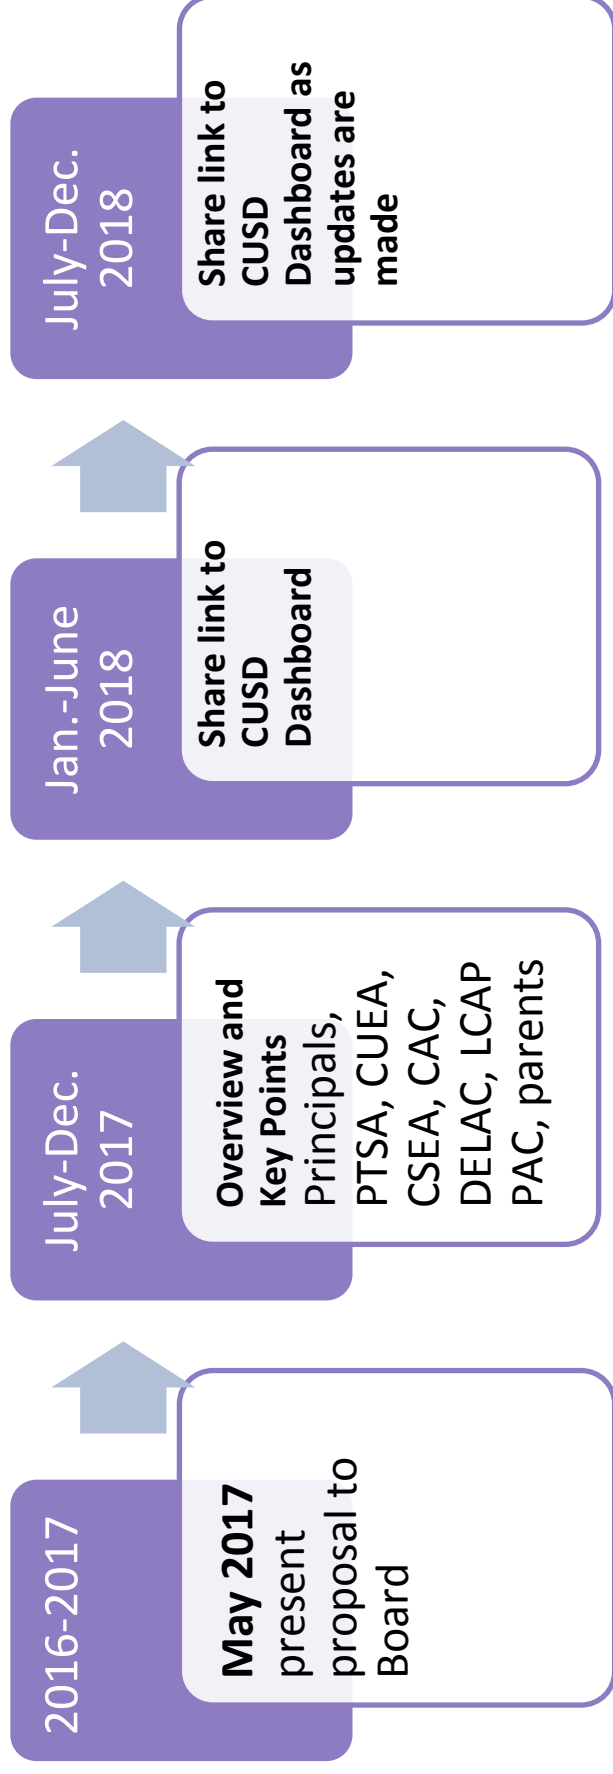 2016-2017
May 2017
present
proposal to
Board
July-Dec.
2017
Overview and
Key Points
Principals,
PTSA, CUEA,
CSEA, CAC,
DELAC, LCAP
PAC, parents
Jan.-June
2018
Share link to
CUSD
Dashboard
July-Dec.
2018
Share link to
CUSD
Dashboard as
updates are
made